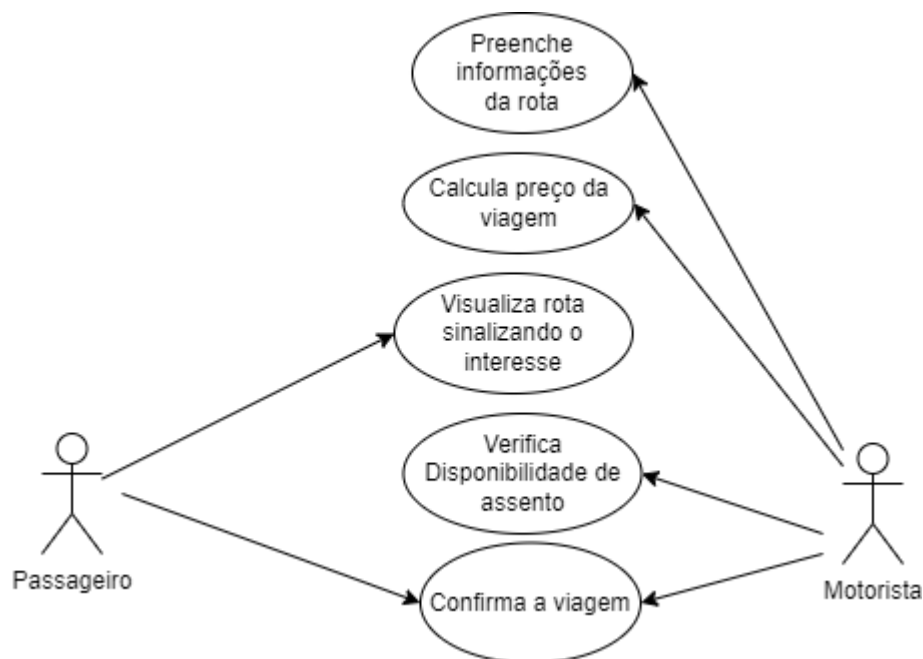 Preenche
informações
da rota
Calcula preço da
viagem
Visualiza rota
sinalizando o
interesse
Verifica
Disponibilidade de
assento
Passageiro
Confirma a viagem
Motorista